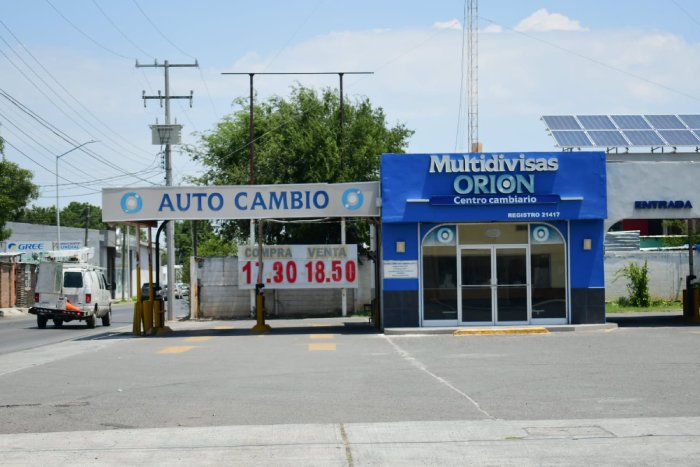 AUTO CAMBIO
COMPRA VENTA
17.30 18.50
Multidivisas
ORION
Centro cambiario
REGISTRO 21417
ENTRADA
GREE